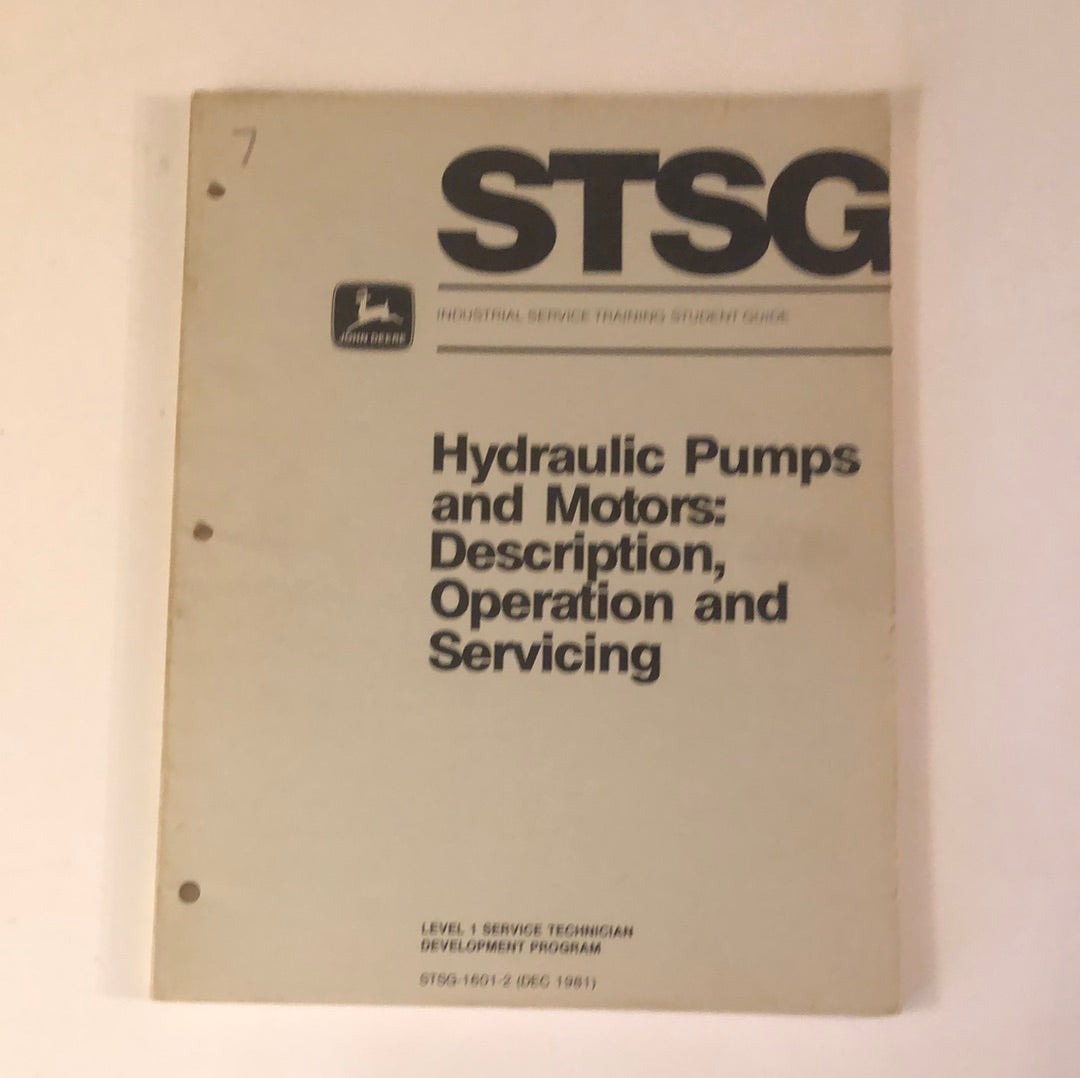 7
STSG
JOHN DEERE
INDUSTRIAL SERVICE TRAINING STUDENT GUIDE
Hydraulic Pumps
and Motors:
Description,
Operation and
Servicing
LEVEL 1 SERVICE TECHNICIAN
DEVELOPMENT PROGRAM
STSG-1601-2 (DEC 1981)